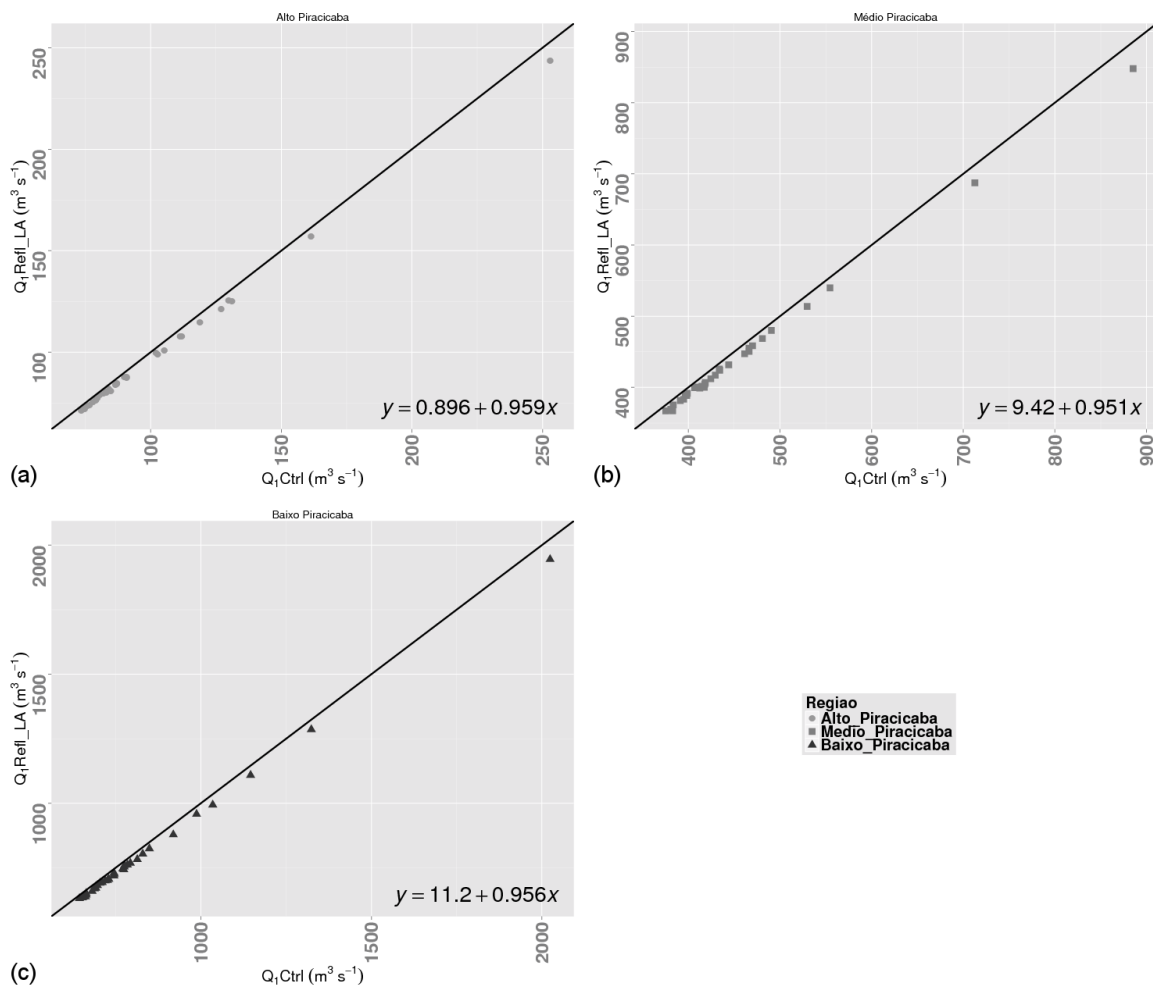 Alto Piracicaba
250
200
150
100
Q₁Refl_LA (m³ s⁻¹)
y = 0.896 + 0.959x
100
150
200
250
(a)
Q₁Ctrl (m³ s⁻¹)
Médio Piracicaba
900
800
700
600
500
400
Q₁Refl_LA (m³ s⁻¹)
y = 9.42 + 0.951x
400
500
600
700
800
900
(b)
Q₁Ctrl (m³ s⁻¹)
Baixo Piracicaba
2000
1500
1000
Q₁Refl_LA (m³ s⁻¹)
y = 11.2 + 0.956x
1000
1500
2000
(c)
Q₁Ctrl (m³ s⁻¹)
Regiao
Alto_Piracicaba
Medio_Piracicaba
Baixo_Piracicaba